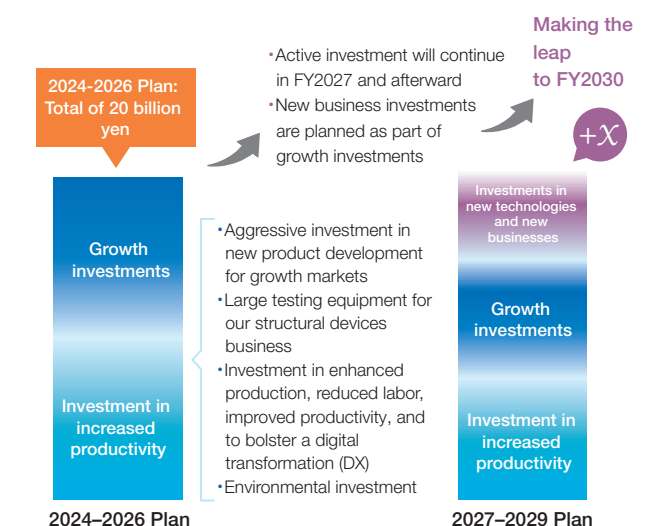 2024-2026 Plan:
Total of 20 billion
yen
・Active investment will continue
in FY2027 and afterward
・New business investments
are planned as part of
growth investments
Making the
leap
to FY2030
+X
Growth
investments
Investment in
increased
productivity
2024–2026 Plan
・Aggressive investment in
new product development
for growth markets
・Large testing equipment for
our structural devices
business
・Investment in enhanced
production, reduced labor,
improved productivity, and
to bolster a digital
transformation (DX)
・Environmental investment
Investments in
new technologies
and new
businesses
Growth
investments
Investment in
increased
productivity
2027–2029 Plan